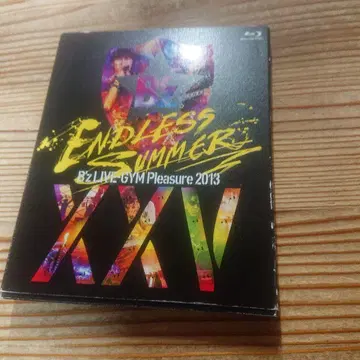 ENDLESS
SUMMER
B'z LIVE-GYM Pleasure 2013
XXV